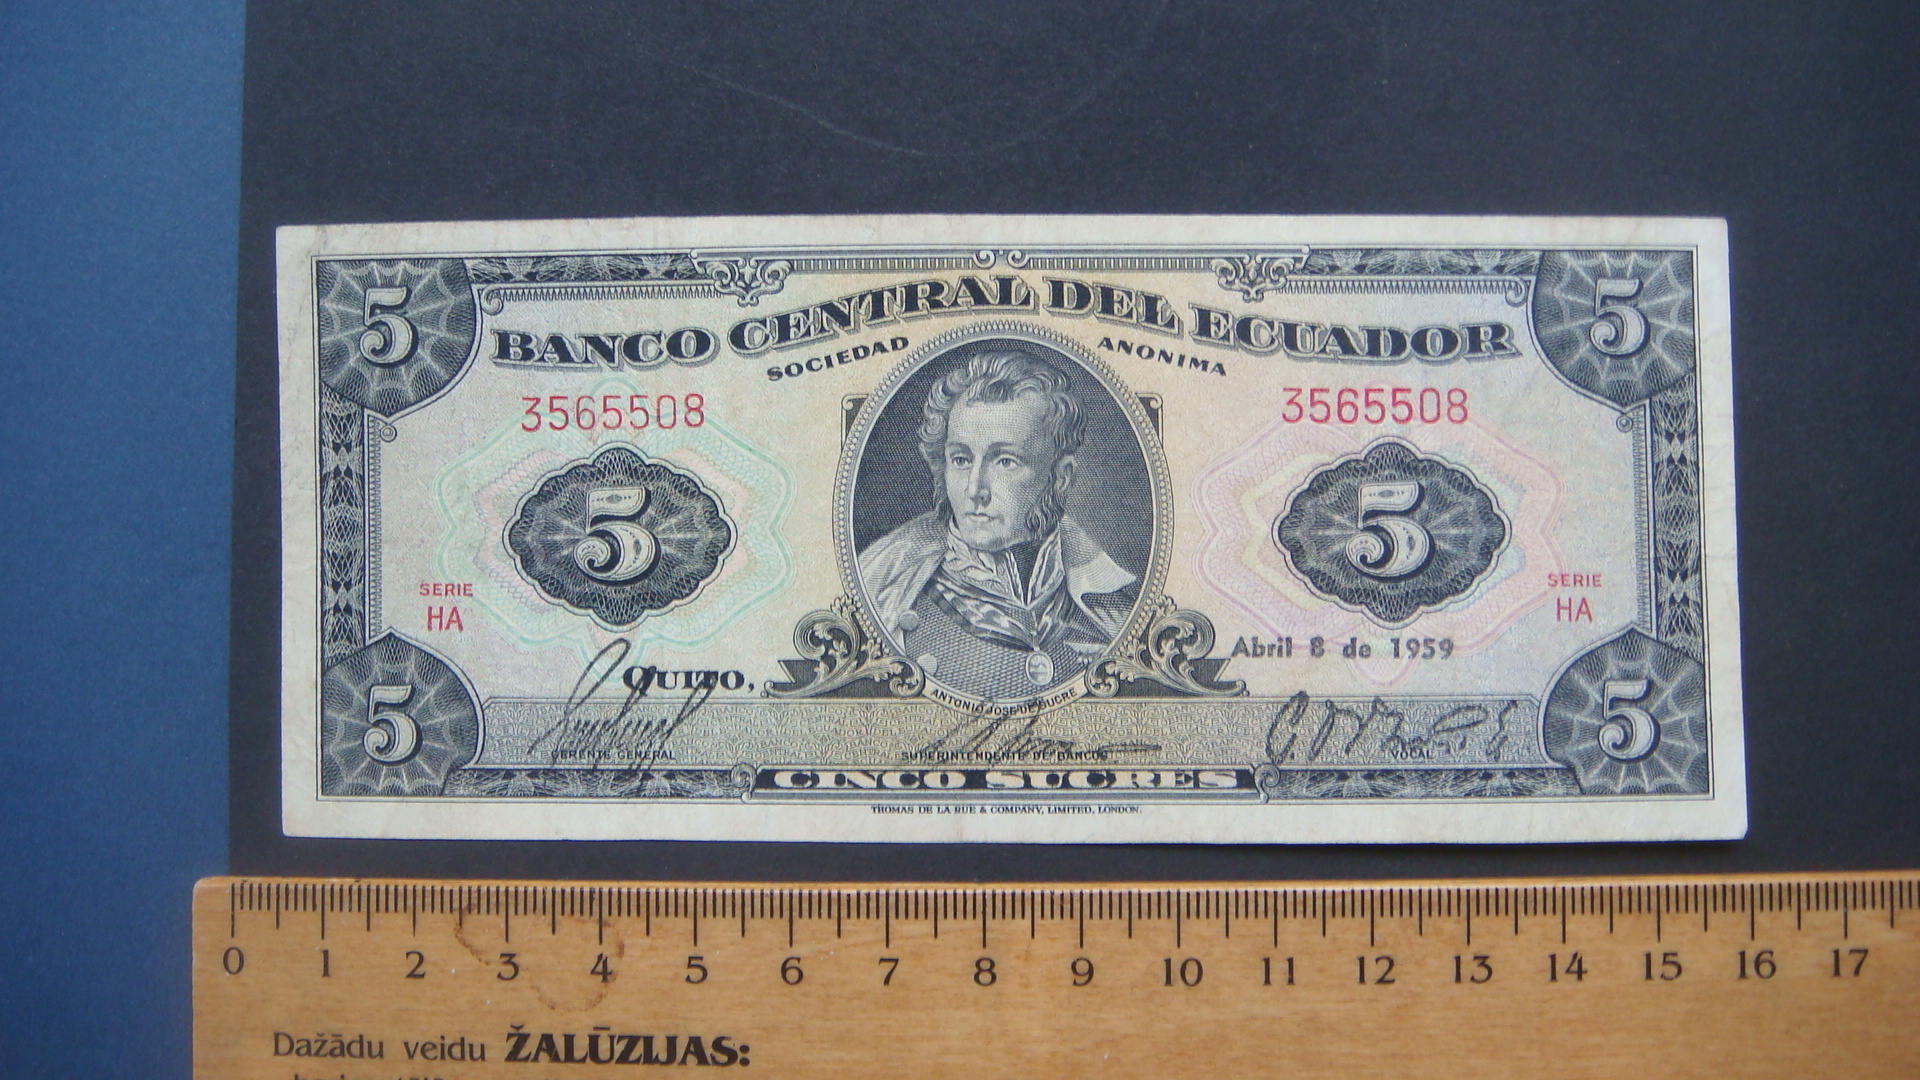 5 5
BANCO CENTRAL DEL ECUADOR
SOCIEDAD ANONIMA
3565508 3565508
5 5
SERIE SERIE
HA HA
Abril 8 de 1959
QUITO,
ANTONIO JOSE DE SUCRE
5 5
GERENTE GENERAL SUPERINTENDENTE DE BANCOS VOCAL
CINCO SUCRES
THOMAS DE LA RUE & COMPANY, LIMITED, LONDON.
0 1 2 3 4 5 6 7 8 9 10 11 12 13 14 15 16 17
Dažādu veidu ŽALŪZIJAS: